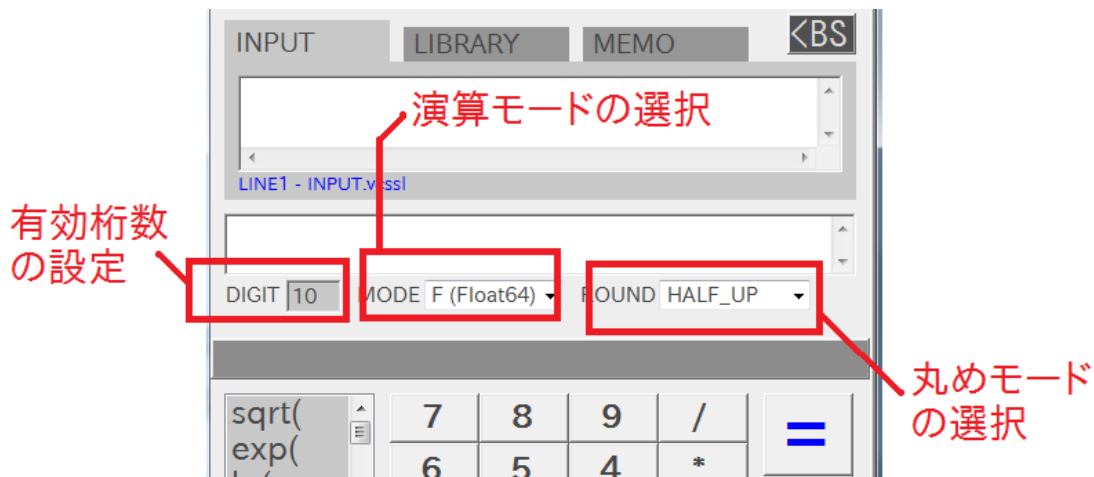 INPUT LIBRARY MEMO <BS
演算モードの選択
LINE1 - INPUT.vcssl
有効桁数
の設定
DIGIT 10 MODE F (Float64) ROUND HALF_UP
丸めモード
の選択
sqrt( 7 8 9 / =
exp( 6 5 4 *